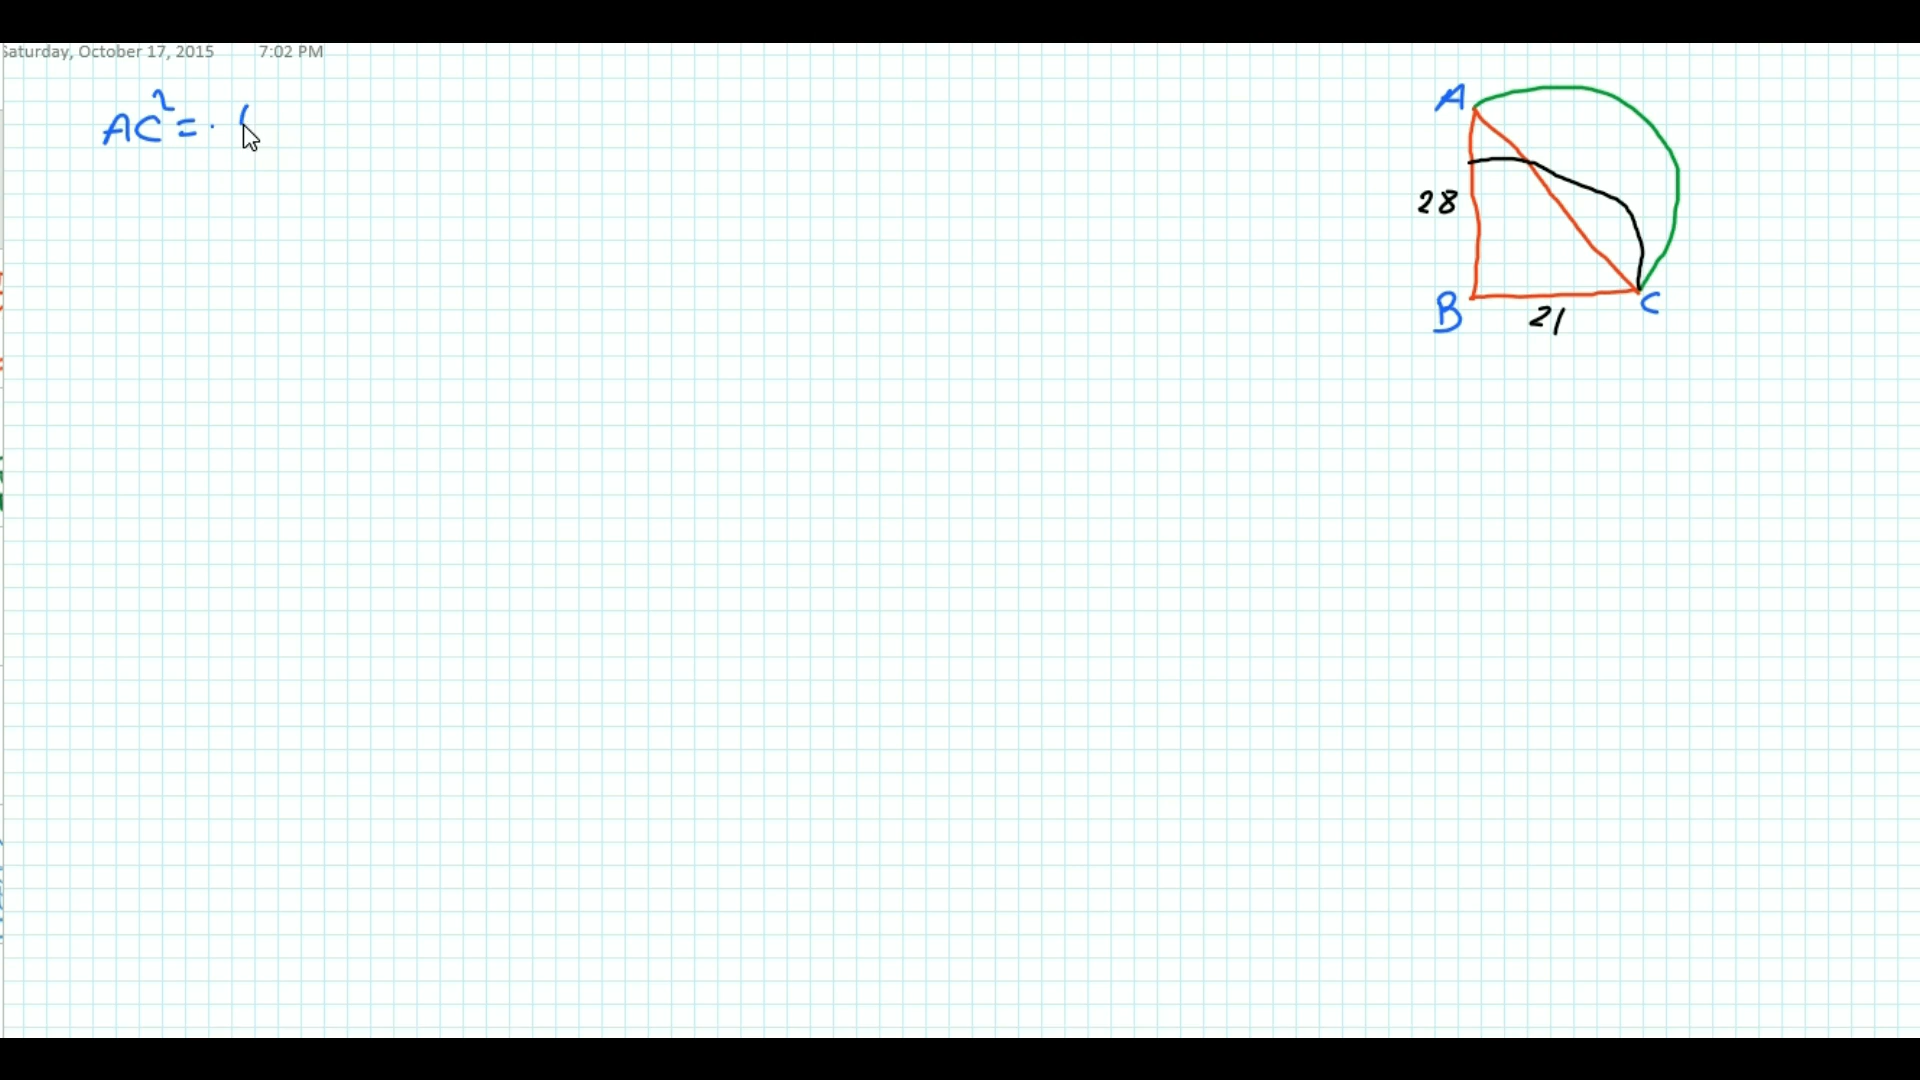 Saturday, October 17, 2015 7:02 PM
AC² = .
A
28
B
21
C